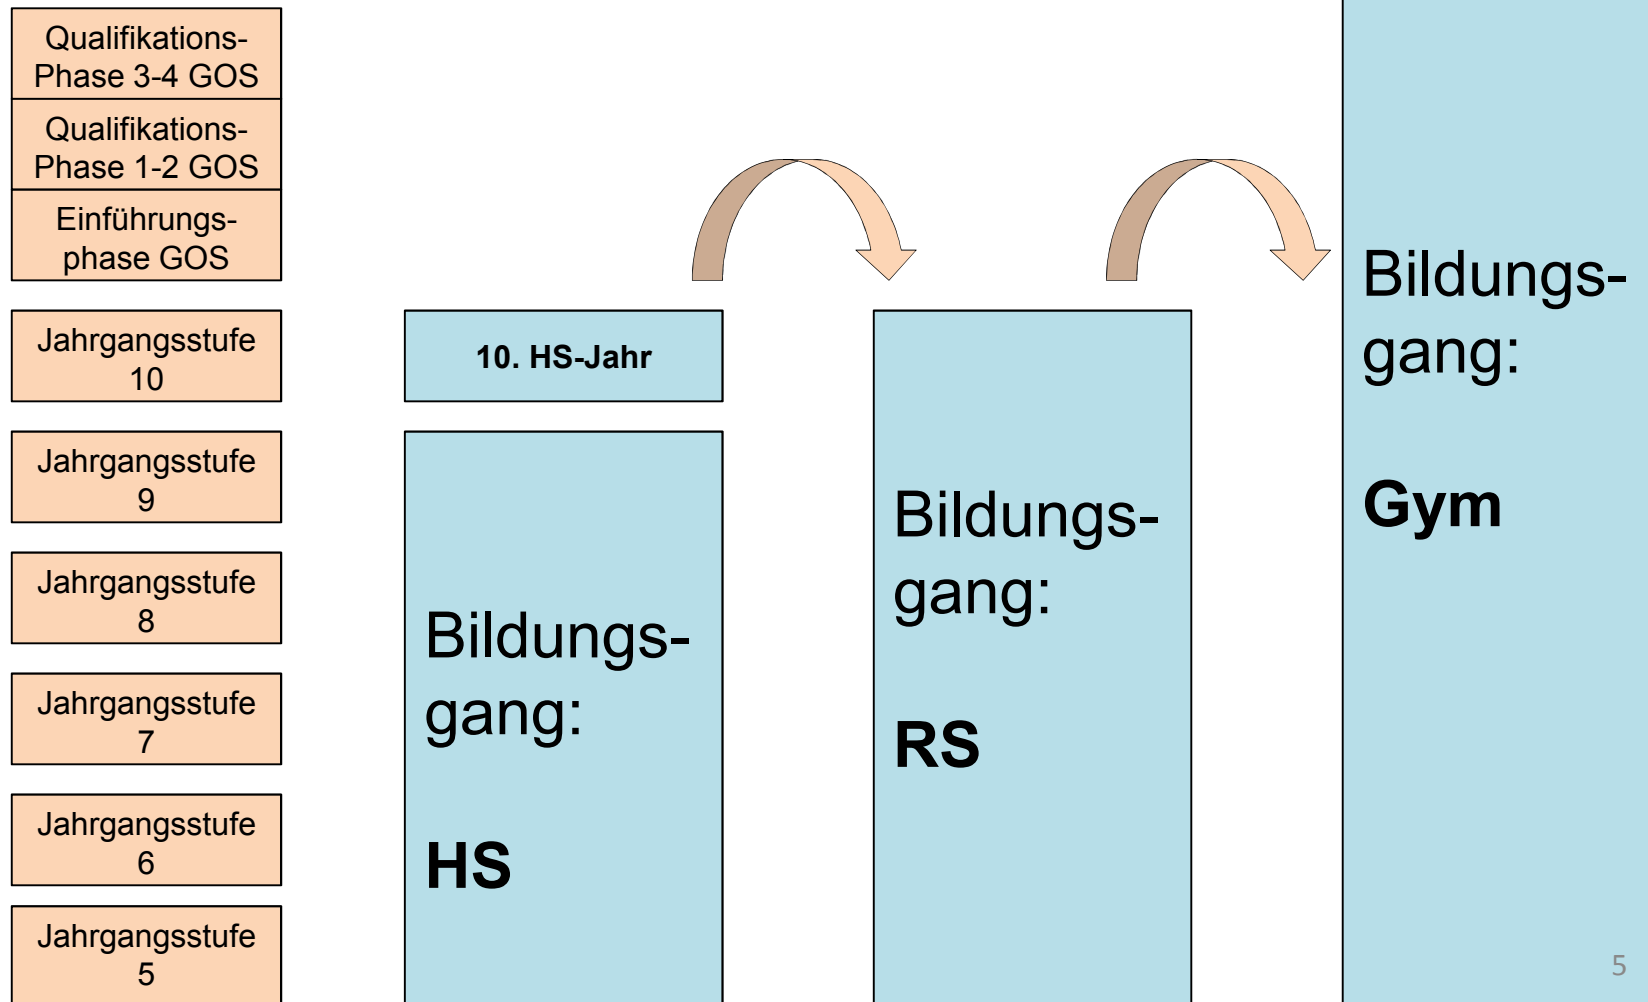 Qualifikations-
Phase 3-4 GOS
Qualifikations-
Phase 1-2 GOS
Einführungs-
phase GOS
Jahrgangsstufe
10
Jahrgangsstufe
9
Jahrgangsstufe
8
Jahrgangsstufe
7
Jahrgangsstufe
6
Jahrgangsstufe
5
10. HS-Jahr
Bildungs-
gang:
HS
Bildungs-
gang:
RS
Bildungs-
gang:
Gym
5